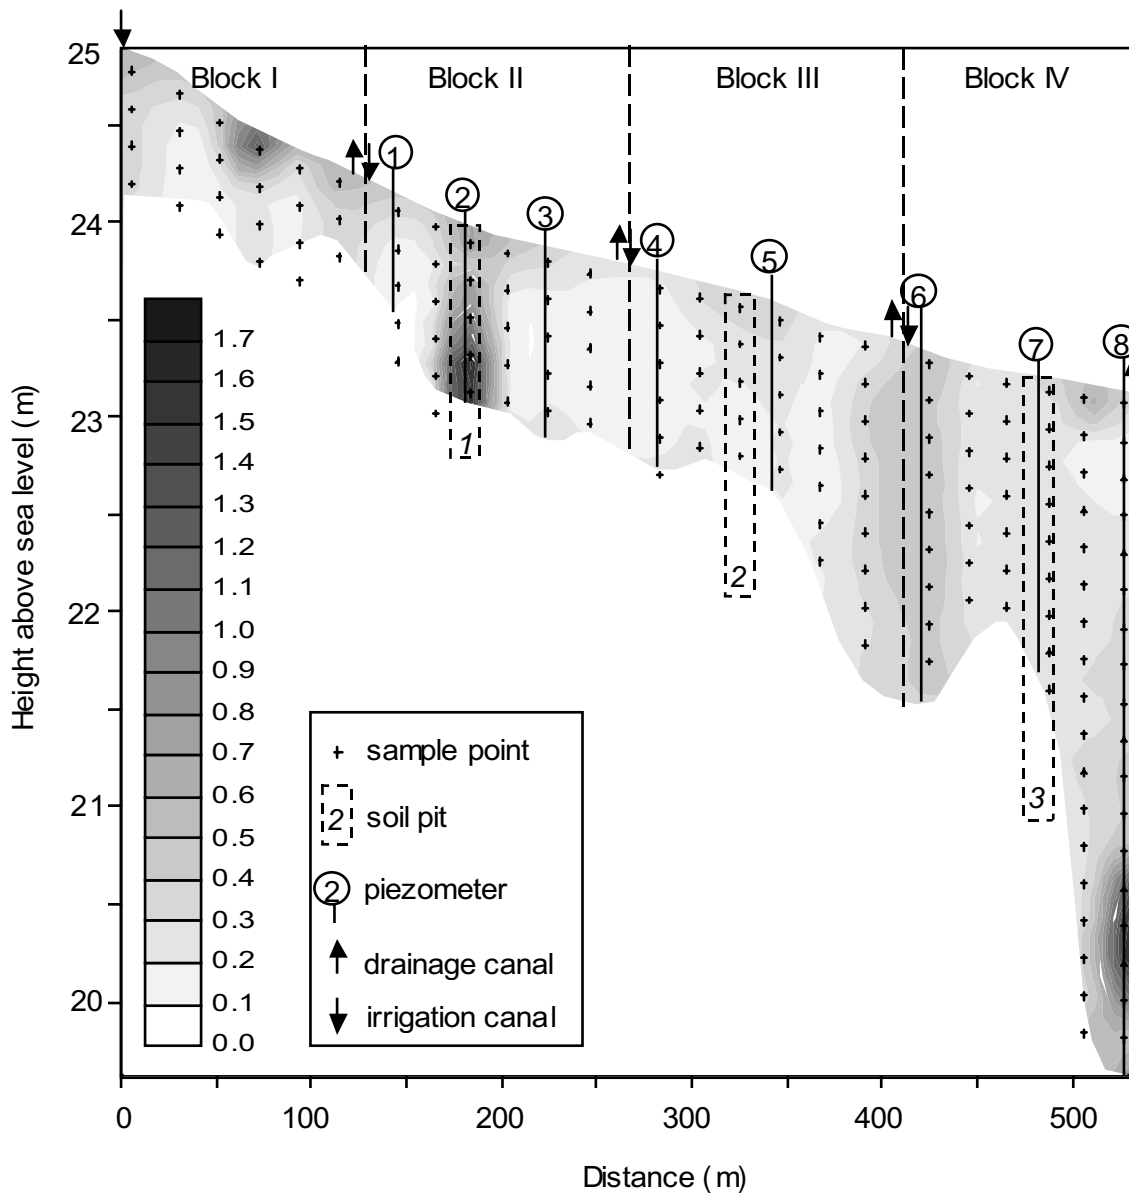 25
Block I
Block II
Block III
Block IV
1
2
3
4
5
6
7
8
24
23
22
21
20
1
2
3
Height above sea level (m)
1.7
1.6
1.5
1.4
1.3
1.2
1.1
1.0
0.9
0.8
0.7
0.6
0.5
0.4
0.3
0.2
0.1
0.0
sample point
2 soil pit
2 piezometer
drainage canal
irrigation canal
0 100 200 300 400 500
Distance (m)